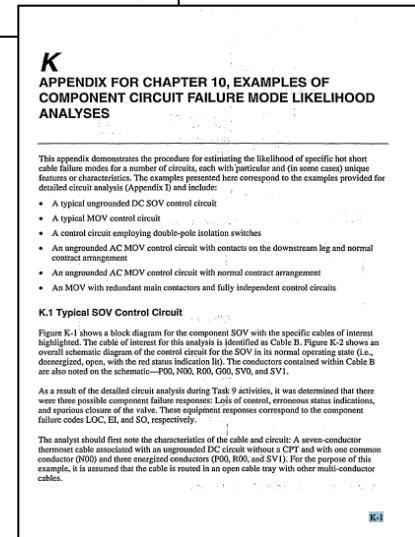 K
APPENDIX FOR CHAPTER 10, EXAMPLES OF
COMPONENT CIRCUIT FAILURE MODE LIKELIHOOD
ANALYSES
This appendix demonstrates the procedure for estimating the likelihood of specific hot short
cable failure modes for a number of circuits, each with particular and (in some cases) unique
features or characteristics. The examples presented here correspond to the examples provided for
detailed circuit analysis (Appendix I) and include:
• A typical ungrounded DC SOV control circuit
• A typical MOV control circuit
• A control circuit employing double-pole isolation switches
• An ungrounded AC MOV control circuit with contacts on the downstream leg and normal
contract arrangement
• An ungrounded AC MOV control circuit with normal contract arrangement
• An MOV with redundant main contactors and fully independent control circuits
K.1 Typical SOV Control Circuit
Figure K-1 shows a block diagram for the component SOV with the specific cables of interest
highlighted. The cable of interest for this analysis is identified as Cable B. Figure K-2 shows an
overall schematic diagram of the control circuit for the SOV in its normal operating state (i.e.,
deenergized, open, with the red status indication lit). The conductors contained within Cable B
are also noted on the schematic—P00, N00, R00, G00, SV0, and SV1.
As a result of the detailed circuit analysis during Task 9 activities, it was determined that there
were three possible component failure responses: Loss of control, erroneous status indications,
and spurious closure of the valve. These equipment responses correspond to the component
failure codes LOC, EI, and SO, respectively.
The analyst should first note the characteristics of the cable and circuit: A seven-conductor
thermoset cable associated with an ungrounded DC circuit without a CPT and with one common
conductor (N00) and three energized conductors (P00, R00, and SV1). For the purpose of this
example, it is assumed that the cable is routed in an open cable tray with other multi-conductor
cables.
K-1